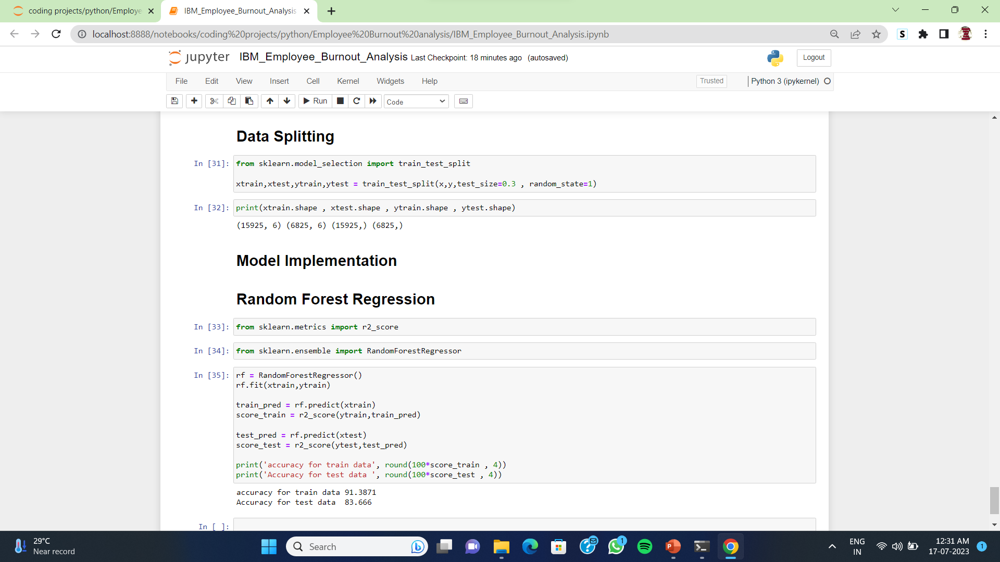 coding projects/python/Employe
IBM_Employee_Burnout_Analysis
localhost:8888/notebooks/coding%20projects/python/Employee%20Burnout%20analysis/IBM_Employee_Burnout_Analysis.ipynb
S
jupyter IBM_Employee_Burnout_Analysis Last Checkpoint: 18 minutes ago (autosaved)
Logout
File Edit View Insert Cell Kernel Widgets Help
Trusted
Python 3 (ipykernel)
Run
Code
Data Splitting
In [31]: from sklearn.model_selection import train_test_split
xtrain,xtest,ytrain,ytest = train_test_split(x,y,test_size=0.3 , random_state=1)
In [32]: print(xtrain.shape , xtest.shape , ytrain.shape , ytest.shape)
(15925, 6) (6825, 6) (15925,) (6825,)
Model Implementation
Random Forest Regression
In [33]: from sklearn.metrics import r2_score
In [34]: from sklearn.ensemble import RandomForestRegressor
In [35]: rf = RandomForestRegressor()
rf.fit(xtrain,ytrain)
train_pred = rf.predict(xtrain)
score_train = r2_score(ytrain,train_pred)
test_pred = rf.predict(xtest)
score_test = r2_score(ytest,test_pred)
print('accuracy for train data', round(100*score_train , 4))
print('Accuracy for test data ', round(100*score_test , 4))
accuracy for train data 91.3871
Accuracy for test data  83.666
In [ ]:
29°C
Near record
Search
1
P
ENG
IN
12:31 AM
17-07-2023
1